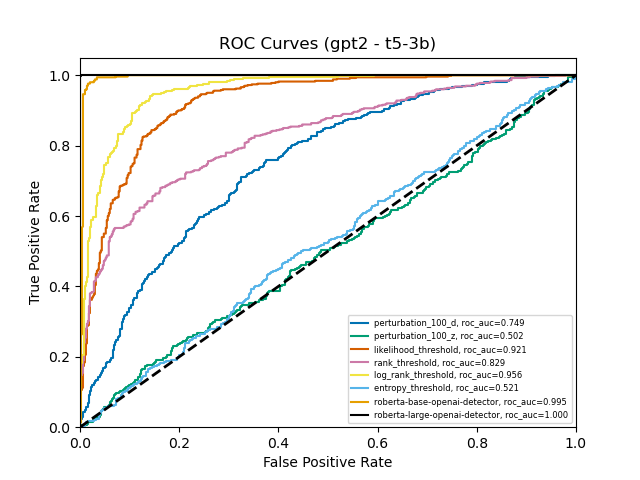 ROC Curves (gpt2 - t5-3b)
True Positive Rate
1.0
0.8
0.6
0.4
0.2
0.0
perturbation_100_d, roc_auc=0.749
perturbation_100_z, roc_auc=0.502
likelihood_threshold, roc_auc=0.921
rank_threshold, roc_auc=0.829
log_rank_threshold, roc_auc=0.956
entropy_threshold, roc_auc=0.521
roberta-base-openai-detector, roc_auc=0.995
roberta-large-openai-detector, roc_auc=1.000
0.0 0.2 0.4 0.6 0.8 1.0
False Positive Rate